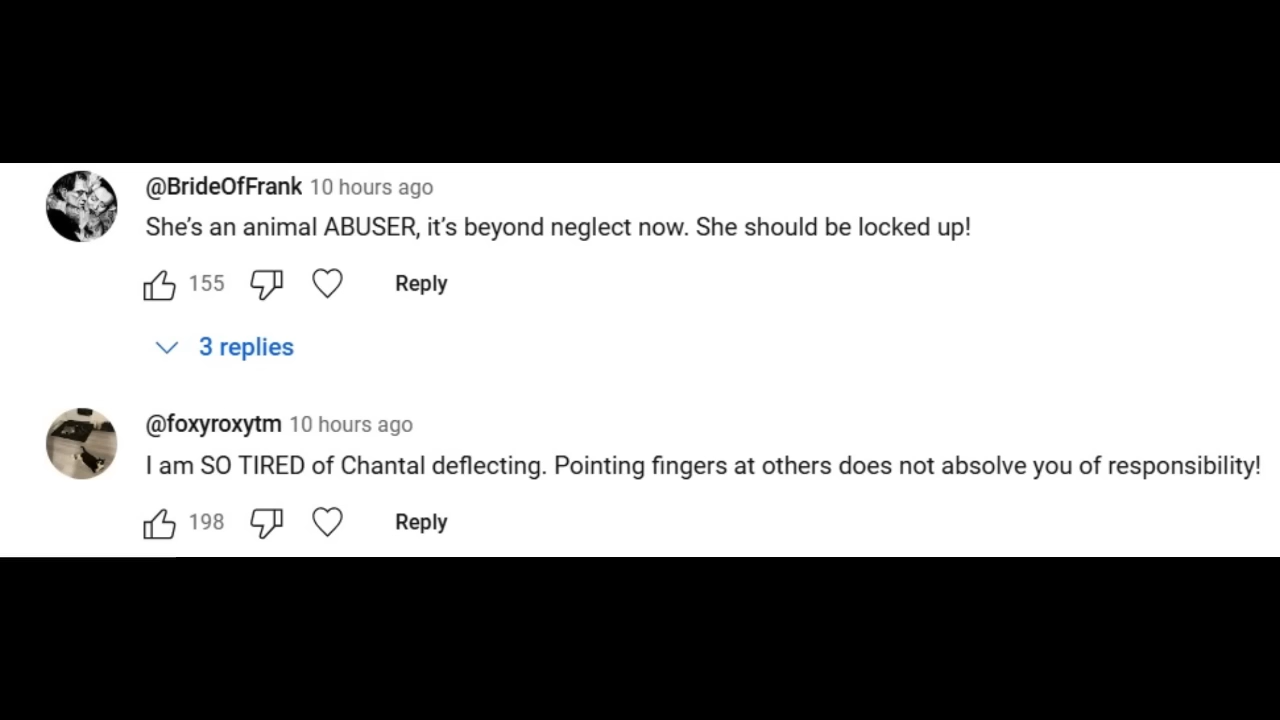 @BrideOfFrank 10 hours ago
She's an animal ABUSER, it's beyond neglect now. She should be locked up!
155 Reply
3 replies
@foxyroxytm 10 hours ago
I am SO TIRED of Chantal deflecting. Pointing fingers at others does not absolve you of responsibility!
198 Reply